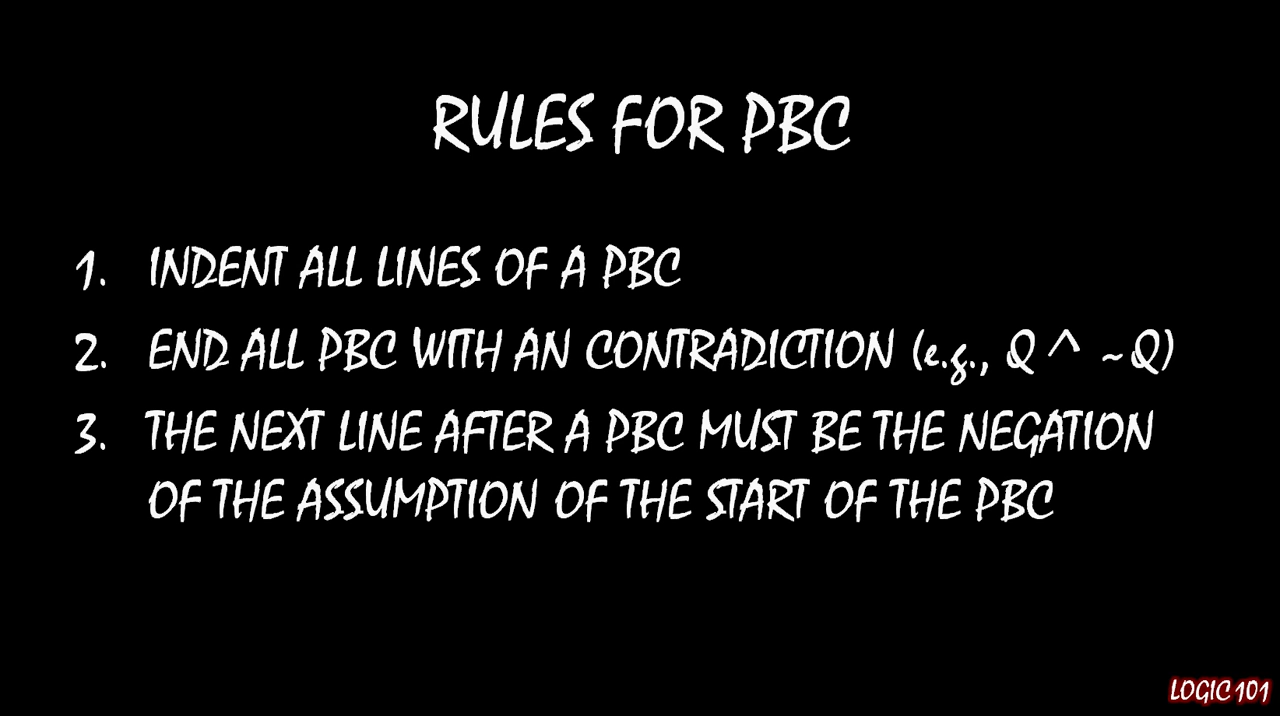 RULES FOR PBC
1. INDENT ALL LINES OF A PBC
2. END ALL PBC WITH AN CONTRADICTION (e.g., Q ^ ~Q)
3. THE NEXT LINE AFTER A PBC MUST BE THE NEGATION
OF THE ASSUMPTION OF THE START OF THE PBC
LOGIC 101